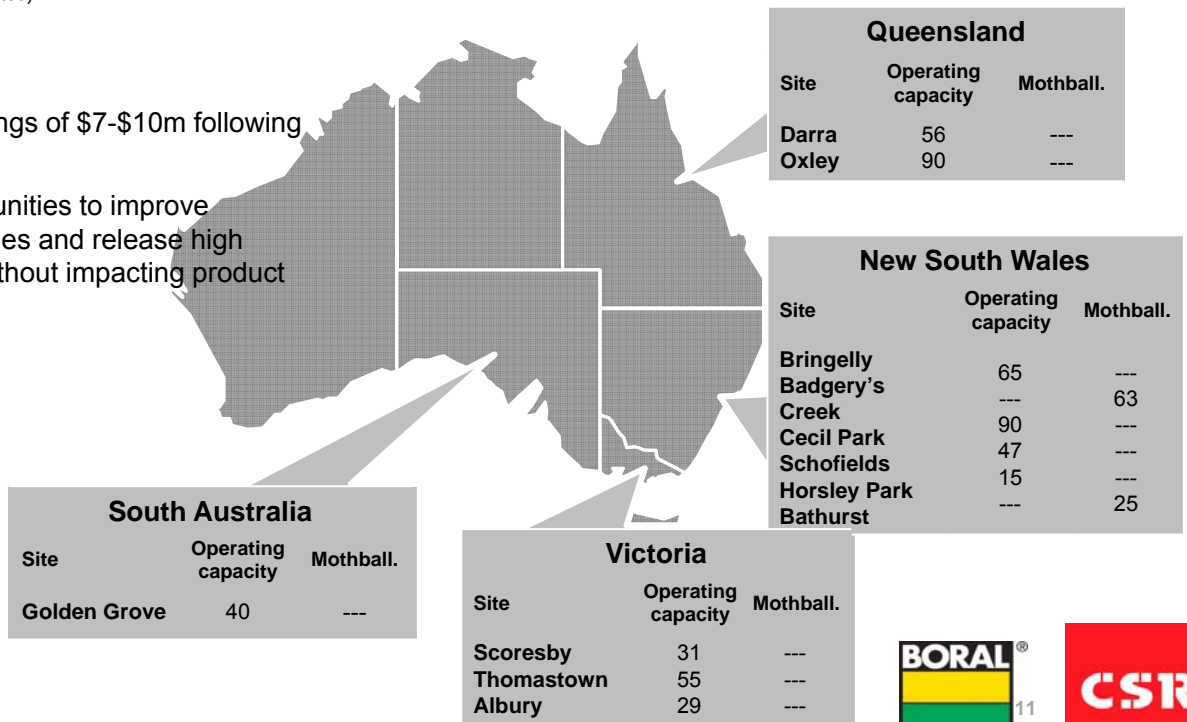 ngs of $7-$10m following
unities to improve
es and release high
thout impacting product
Queensland
Site Operating capacity Mothball.
Darra 56 ---
Oxley 90 ---
New South Wales
Site Operating capacity Mothball.
Bringelly 65 ---
Badgery's Creek --- 63
Cecil Park 90 ---
Schofields 47 ---
Horsley Park 15 ---
Bathurst --- 25
South Australia
Site Operating capacity Mothball.
Golden Grove 40 ---
Victoria
Site Operating capacity Mothball.
Scoresby 31 ---
Thomastown 55 ---
Albury 29 ---
BORAL®
11
CSR